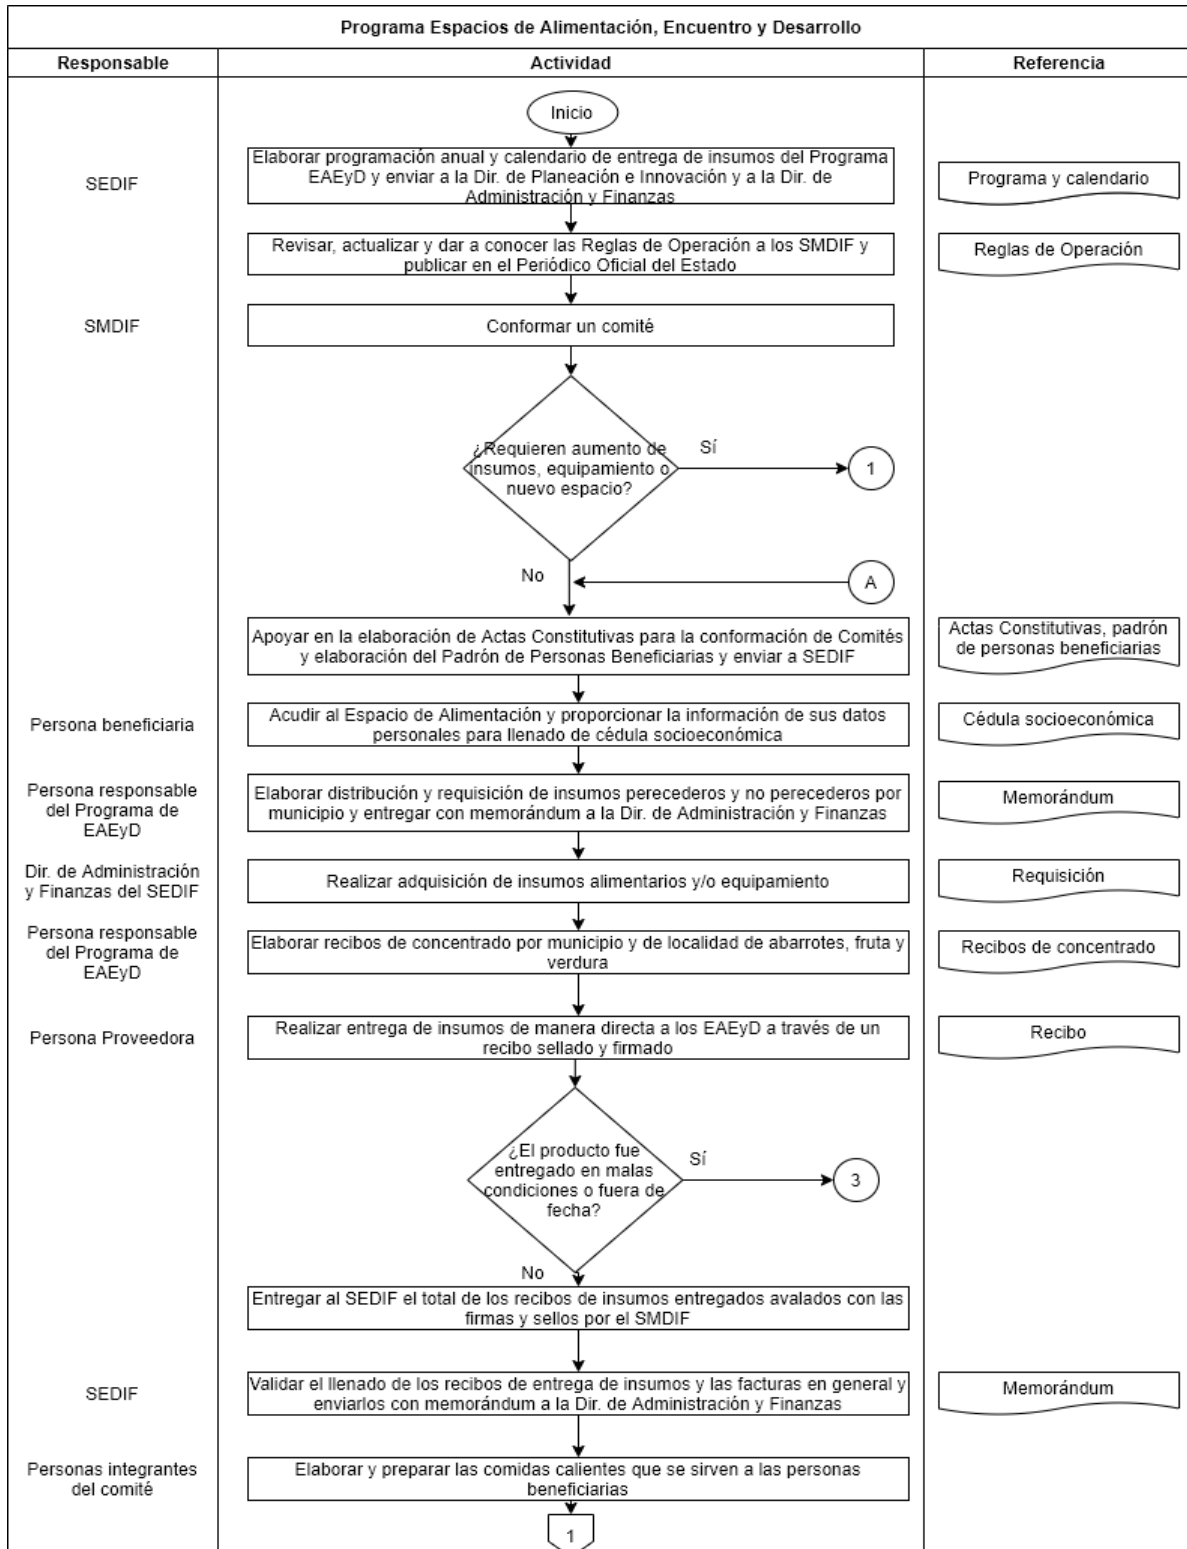 Programa Espacios de Alimentación, Encuentro y Desarrollo
Responsable
Actividad
Referencia
Inicio
SEDIF
Elaborar programación anual y calendario de entrega de insumos del Programa
EAEyD y enviar a la Dir. de Planeación e Innovación y a la Dir. de
Administración y Finanzas
Programa y calendario
Revisar, actualizar y dar a conocer las Reglas de Operación a los SMDIF y
publicar en el Periódico Oficial del Estado
Reglas de Operación
SMDIF
Conformar un comité
¿Requieren aumento de
insumos, equipamiento o
nuevo espacio?
Sí
1
No
A
Apoyar en la elaboración de Actas Constitutivas para la conformación de Comités
y elaboración del Padrón de Personas Beneficiarias y enviar a SEDIF
Actas Constitutivas, padrón
de personas beneficiarias
Persona beneficiaria
Acudir al Espacio de Alimentación y proporcionar la información de sus datos
personales para llenado de cédula socioeconómica
Cédula socioeconómica
Persona responsable
del Programa de
EAEyD
Elaborar distribución y requisición de insumos perecederos y no perecederos por
municipio y entregar con memorándum a la Dir. de Administración y Finanzas
Memorándum
Dir. de Administración
y Finanzas del SEDIF
Realizar adquisición de insumos alimentarios y/o equipamiento
Requisición
Persona responsable
del Programa de
EAEyD
Elaborar recibos de concentrado por municipio y de localidad de abarrotes, fruta y
verdura
Recibos de concentrado
Persona Proveedora
Realizar entrega de insumos de manera directa a los EAEyD a través de un
recibo sellado y firmado
Recibo
¿El producto fue
entregado en malas
condiciones o fuera de
fecha?
Sí
3
No
Entregar al SEDIF el total de los recibos de insumos entregados avalados con las
firmas y sellos por el SMDIF
SEDIF
Validar el llenado de los recibos de entrega de insumos y las facturas en general y
enviarlos con memorándum a la Dir. de Administración y Finanzas
Memorándum
Personas integrantes
del comité
Elaborar y preparar las comidas calientes que se sirven a las personas
beneficiarias
1